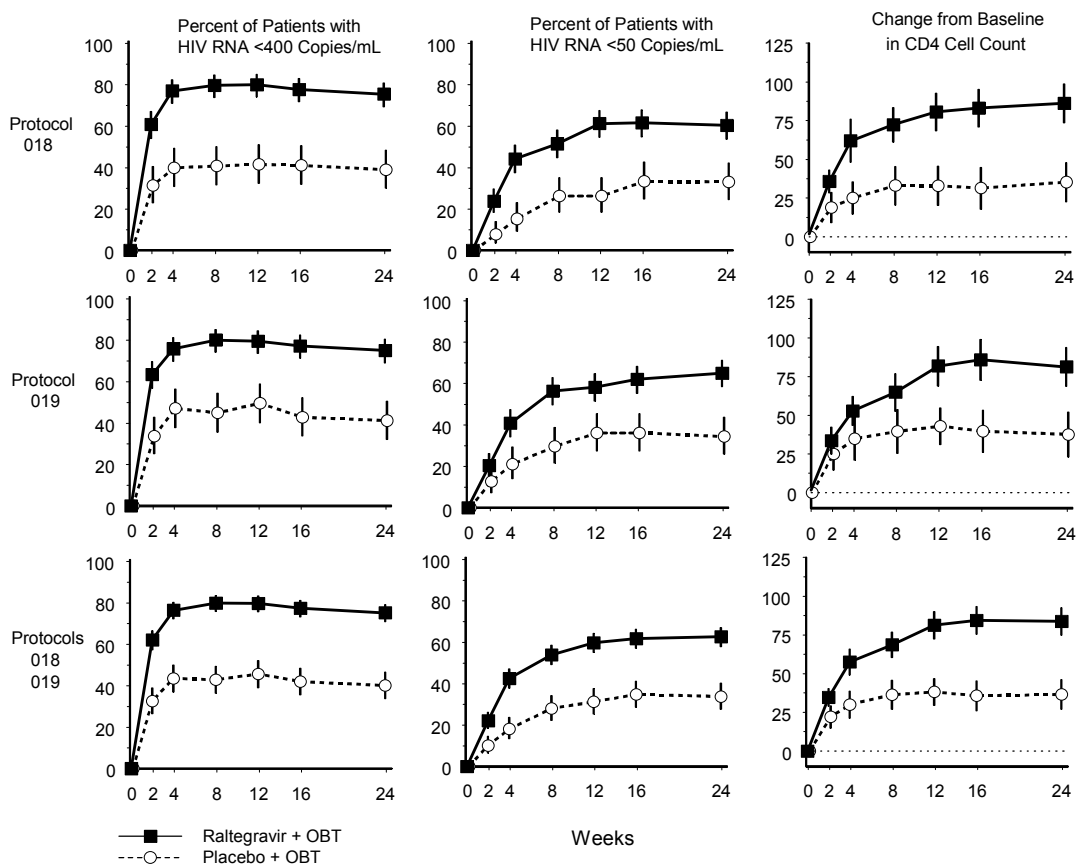 Percent of Patients with
HIV RNA <400 Copies/mL
Percent of Patients with
HIV RNA <50 Copies/mL
Change from Baseline
in CD4 Cell Count
Protocol
018
100
80
60
40
20
0
0 2 4 8 12 16 24
100
80
60
40
20
0
0 2 4 8 12 16 24
125
100
75
50
25
0
0 2 4 8 12 16 24
Protocol
019
100
80
60
40
20
0
0 2 4 8 12 16 24
100
80
60
40
20
0
0 2 4 8 12 16 24
125
100
75
50
25
0
0 2 4 8 12 16 24
Protocols
018
019
100
80
60
40
20
0
0 2 4 8 12 16 24
100
80
60
40
20
0
0 2 4 8 12 16 24
125
100
75
50
25
0
0 2 4 8 12 16 24
Raltegravir + OBT
Placebo + OBT
Weeks